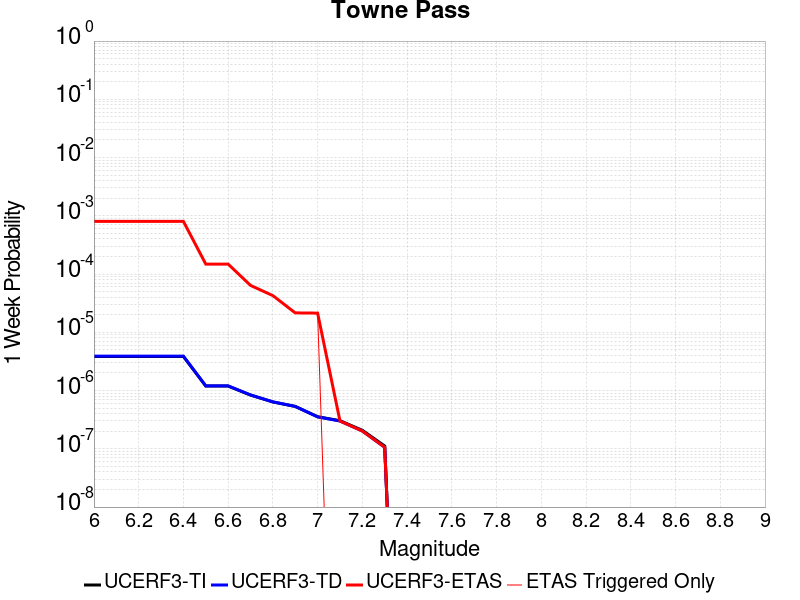 Towne Pass
1 Week Probability
10^0
10^-1
10^-2
10^-3
10^-4
10^-5
10^-6
10^-7
10^-8
6 6.2 6.4 6.6 6.8 7 7.2 7.4 7.6 7.8 8 8.2 8.4 8.6 8.8 9
Magnitude
UCERF3-TI UCERF3-TD UCERF3-ETAS ETAS Triggered Only